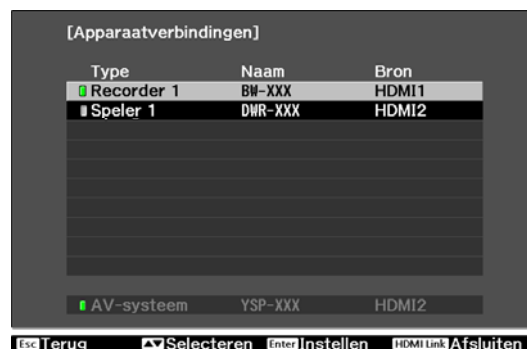 [Apparaatverbindingen]
Type Naam Bron
Recorder 1 BW-XXX HDMI1
Speler 1 DWR-XXX HDMI2
AV-systeem YSP-XXX HDMI2
Esc Terug Selecteren Enter Instellen HDMI Link Afsluiten